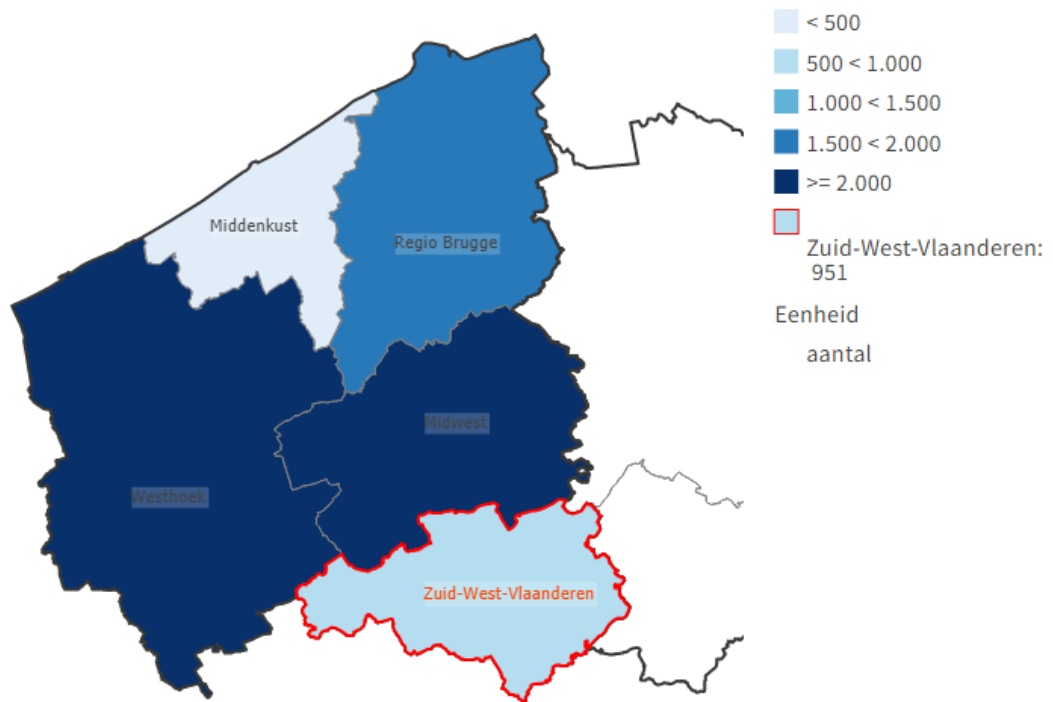 < 500
500 < 1.000
1.000 < 1.500
1.500 < 2.000
>= 2.000
Zuid-West-Vlaanderen:
951
Eenheid
aantal
Middenkust
Regio Brugge
Midwest
Westhoek
Zuid-West-Vlaanderen